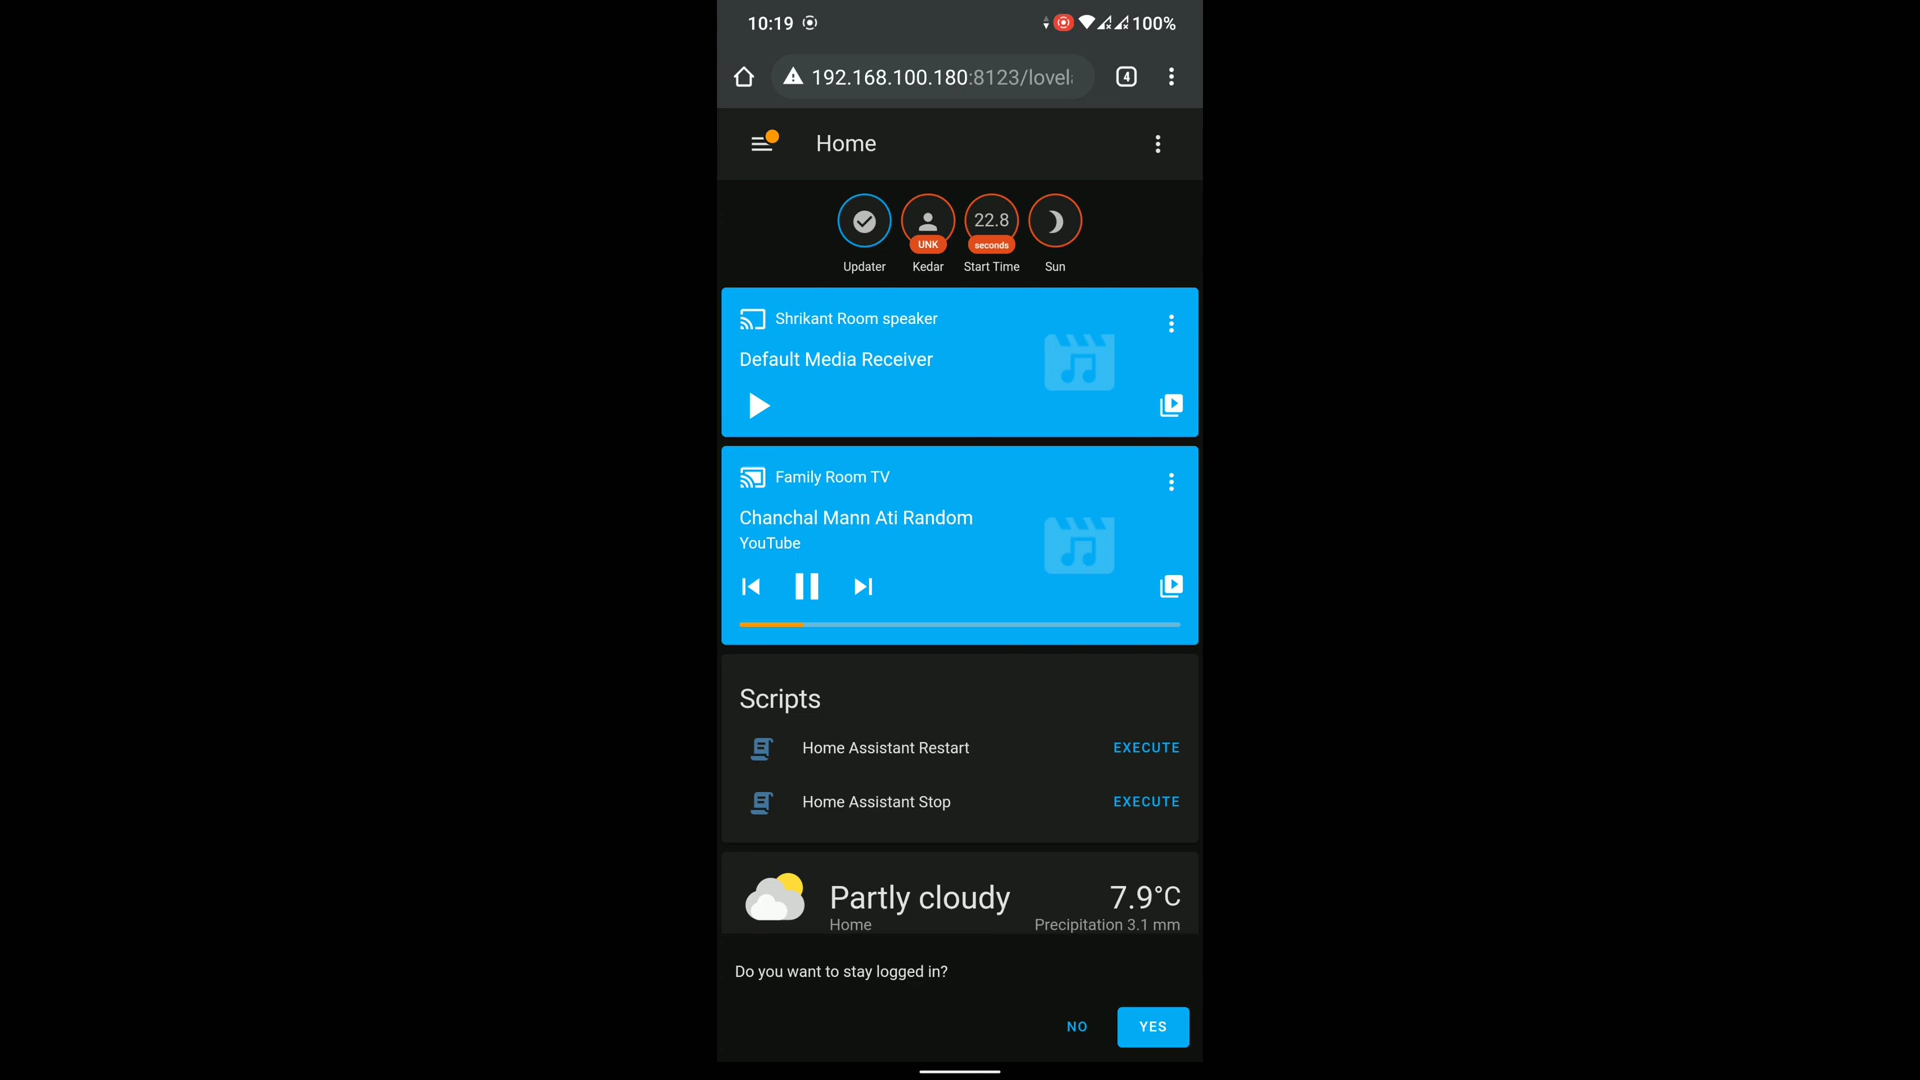 10:19
100%
192.168.100.180:8123/lovel
4
Home
22.8
UNK
seconds
Updater
Kedar
Start Time
Sun
Shrikant Room speaker
Default Media Receiver
Family Room TV
Chanchal Mann Ati Random
YouTube
Scripts
Home Assistant Restart
EXECUTE
Home Assistant Stop
EXECUTE
Partly cloudy
7.9°C
Home
Precipitation 3.1 mm
Do you want to stay logged in?
NO
YES